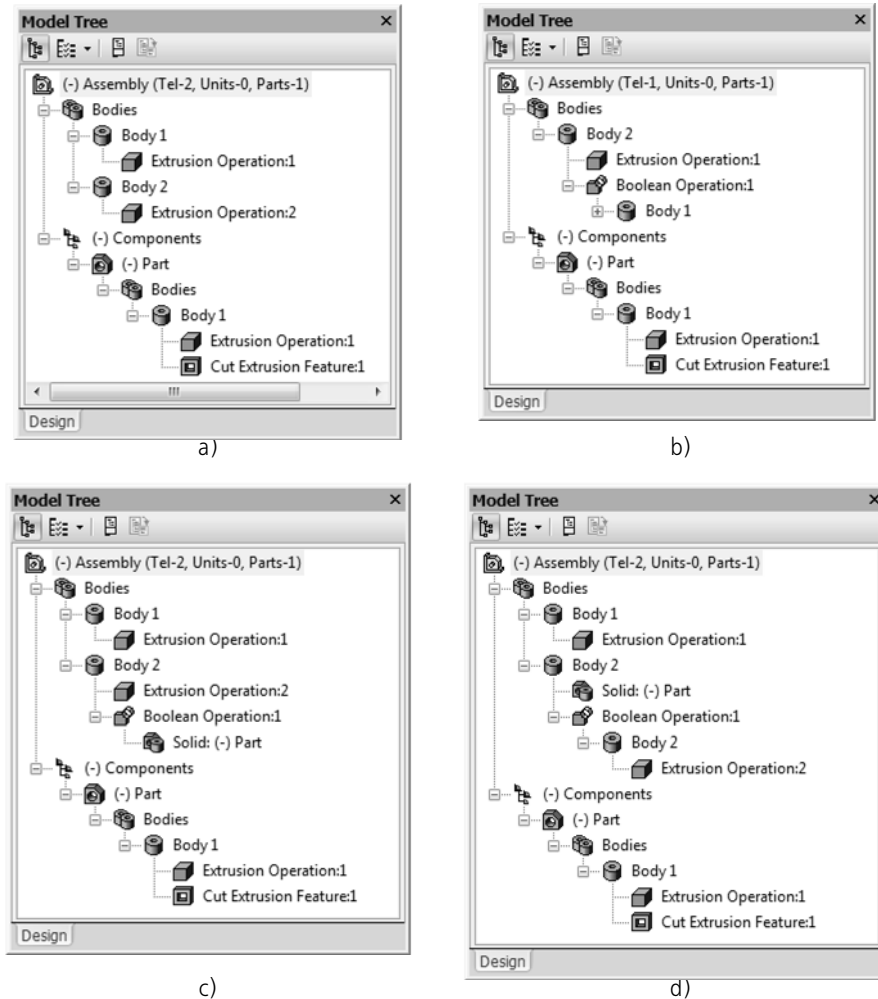 Model Tree
(-) Assembly (Tel-2, Units-0, Parts-1)
Bodies
Body 1
Extrusion Operation:1
Body 2
Extrusion Operation:2
(-) Components
(-) Part
Bodies
Body 1
Extrusion Operation:1
Cut Extrusion Feature:1
Design
a)
Model Tree
(-) Assembly (Tel-1, Units-0, Parts-1)
Bodies
Body 2
Extrusion Operation:1
Boolean Operation:1
Body 1
(-) Components
(-) Part
Bodies
Body 1
Extrusion Operation:1
Cut Extrusion Feature:1
Design
b)
Model Tree
(-) Assembly (Tel-2, Units-0, Parts-1)
Bodies
Body 1
Extrusion Operation:1
Body 2
Extrusion Operation:2
Boolean Operation:1
Solid: (-) Part
(-) Components
(-) Part
Bodies
Body 1
Extrusion Operation:1
Cut Extrusion Feature:1
Design
c)
Model Tree
(-) Assembly (Tel-2, Units-0, Parts-1)
Bodies
Body 1
Extrusion Operation:1
Body 2
Solid: (-) Part
Boolean Operation:1
Body 2
Extrusion Operation:2
(-) Components
(-) Part
Bodies
Body 1
Extrusion Operation:1
Cut Extrusion Feature:1
Design
d)